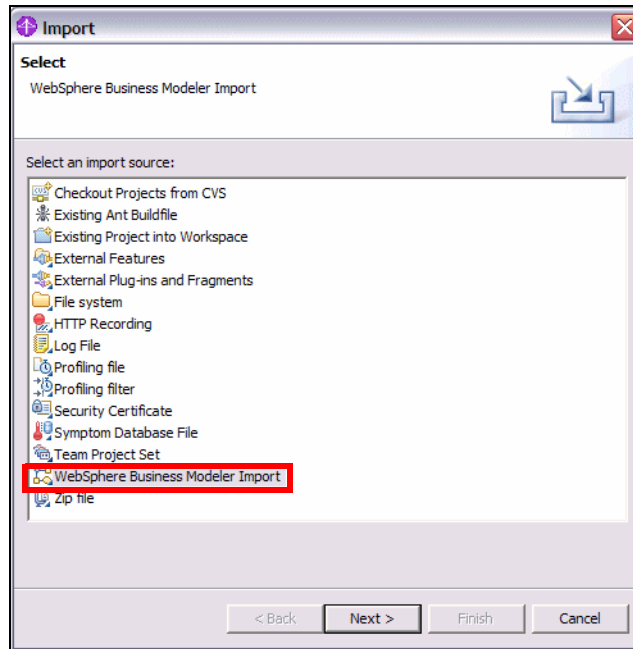 Import
Select
WebSphere Business Modeler Import
Select an import source:
Checkout Projects from CVS
Existing Ant Buildfile
Existing Project into Workspace
External Features
External Plug-ins and Fragments
File system
HTTP Recording
Log File
Profiling file
Profiling filter
Security Certificate
Symptom Database File
Team Project Set
WebSphere Business Modeler Import
Zip file
< Back Next > Finish Cancel